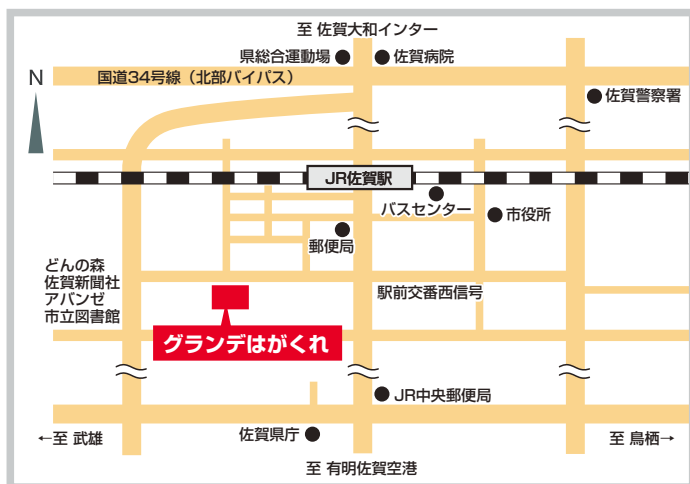 至 佐賀大和インター
県総合運動場
佐賀病院
国道34号線（北部バイパス）
N
佐賀警察署
JR佐賀駅
バスセンター
市役所
郵便局
どんの森
佐賀新聞社
アバンゼ
市立図書館
駅前交番西信号
グランデはがくれ
JR中央郵便局
←至 武雄
佐賀県庁
至 鳥栖→
至 有明佐賀空港